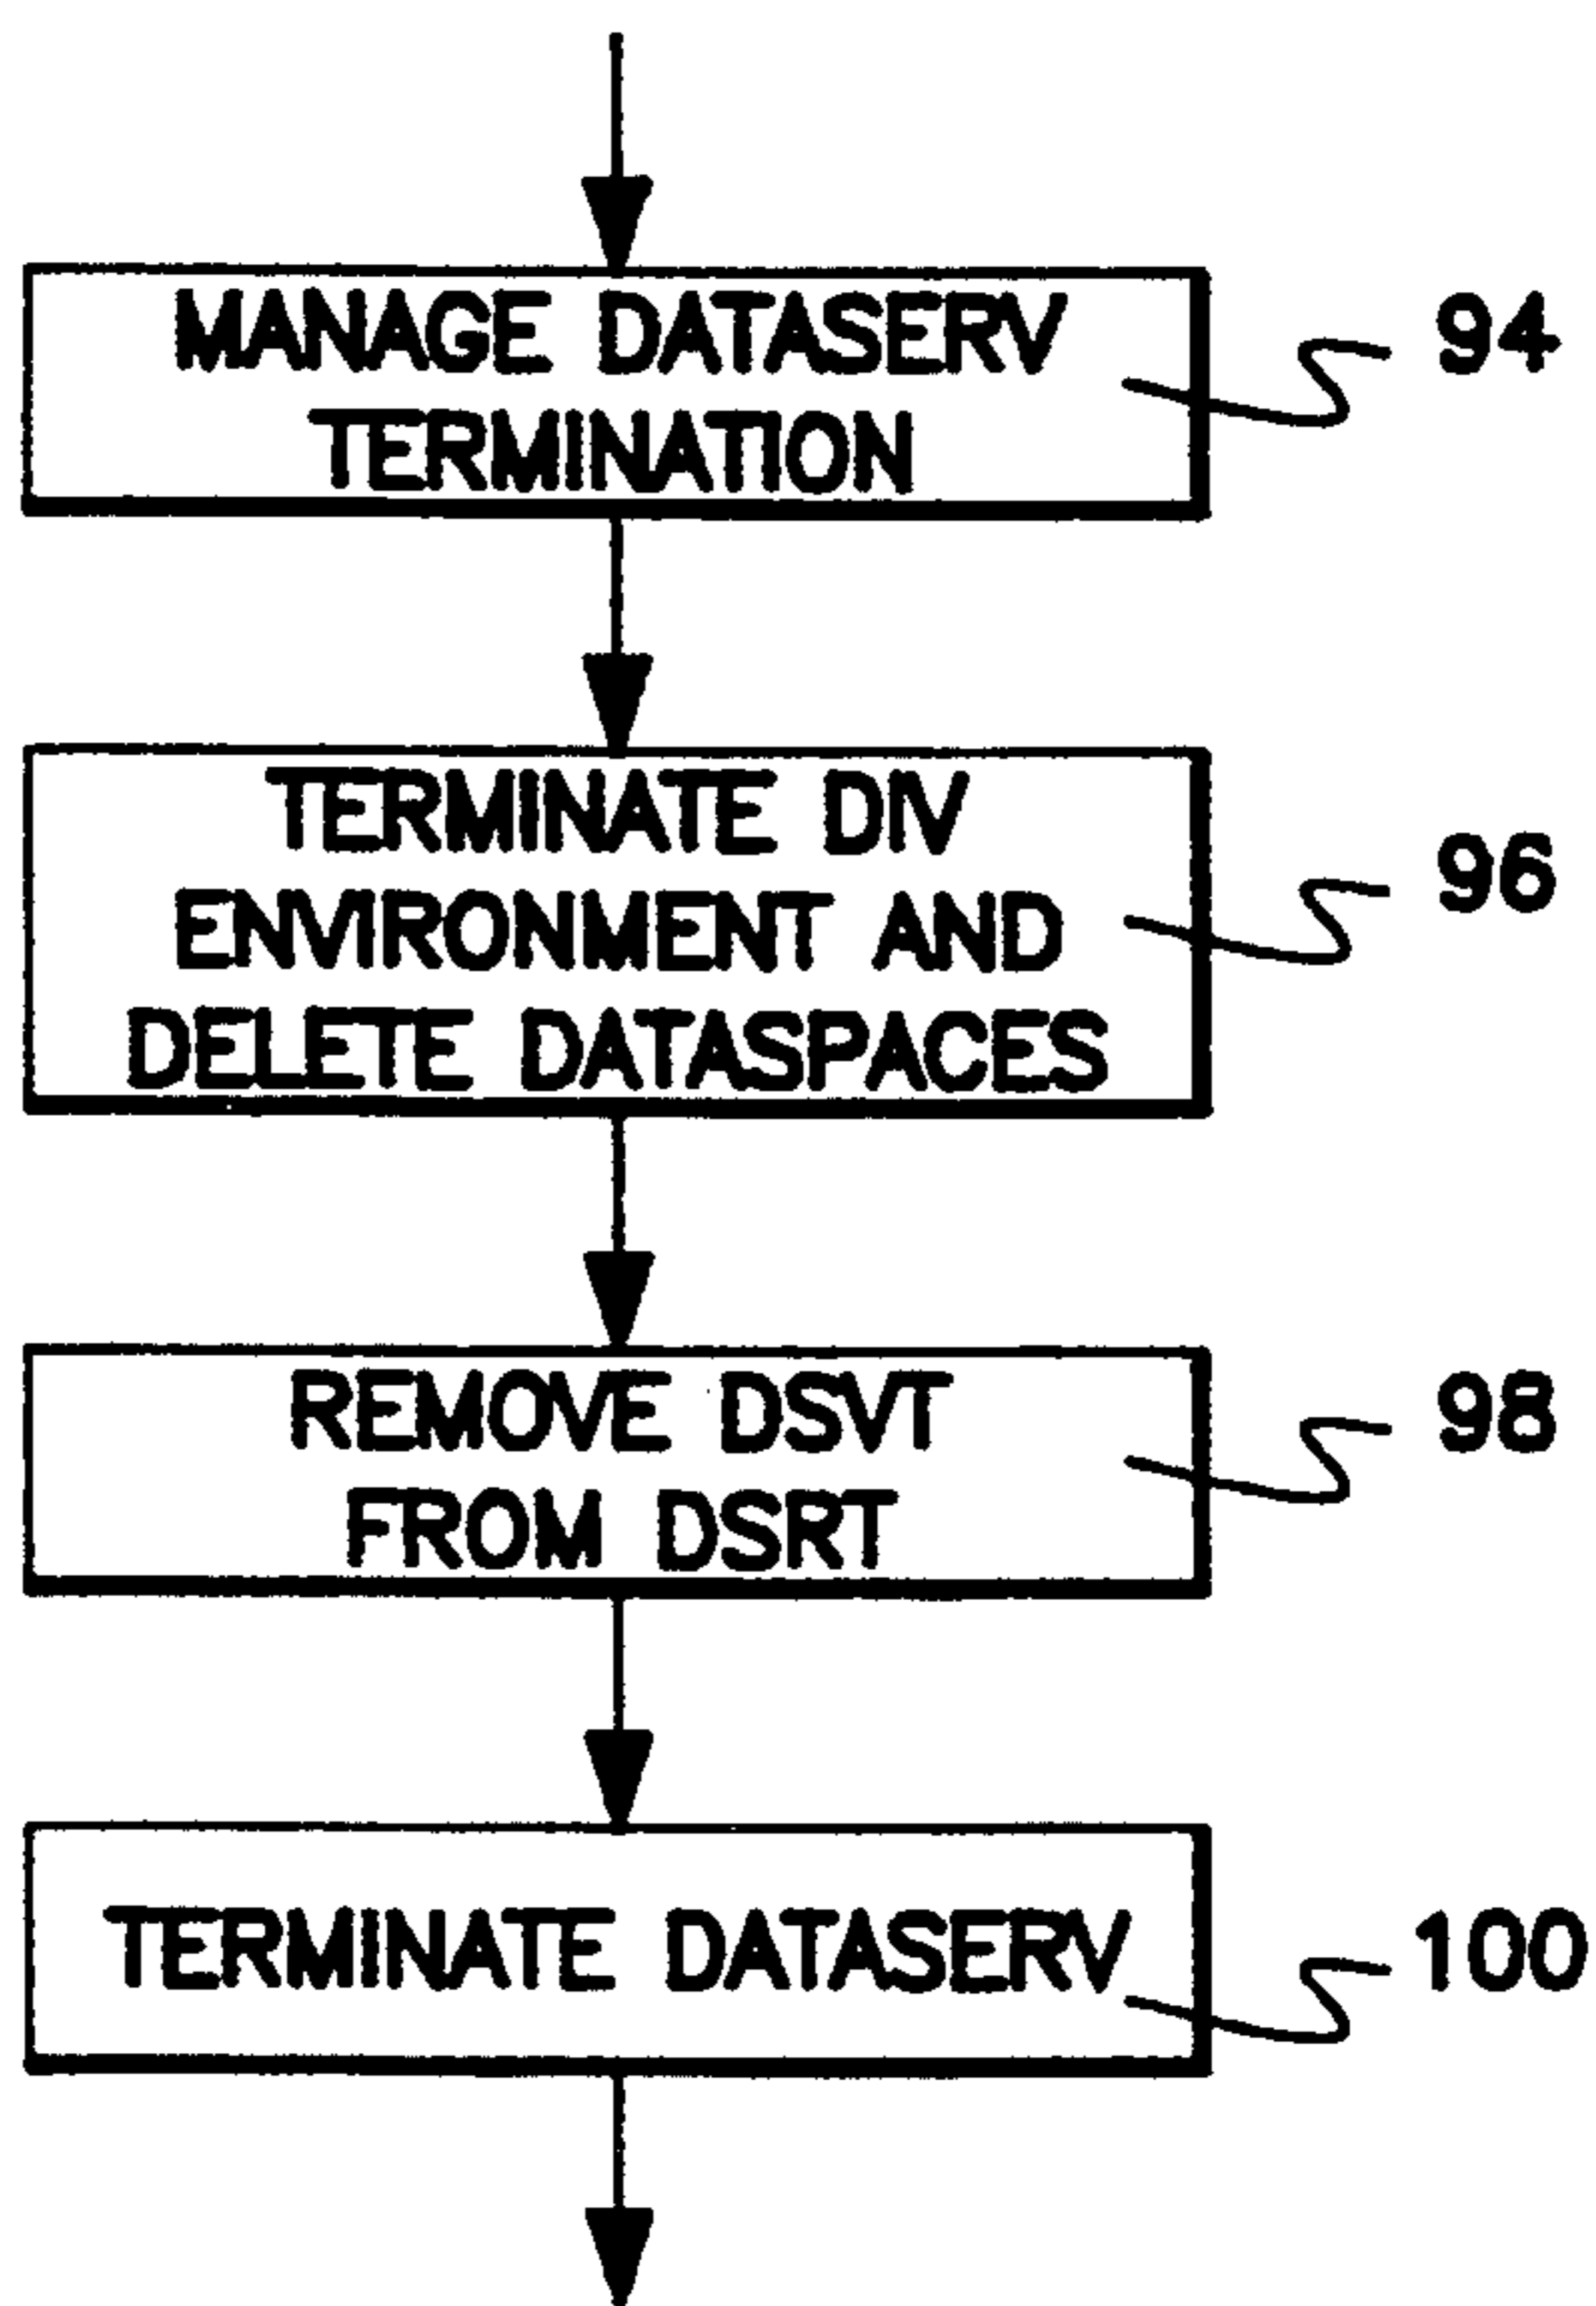 MANAGE DATASERV
TERMINATION
94
TERMINATE DIV
ENVIRONMENT AND
DELETE DATASPACES
96
REMOVE DSVT
FROM DSRT
98
TERMINATE DATASERV
100